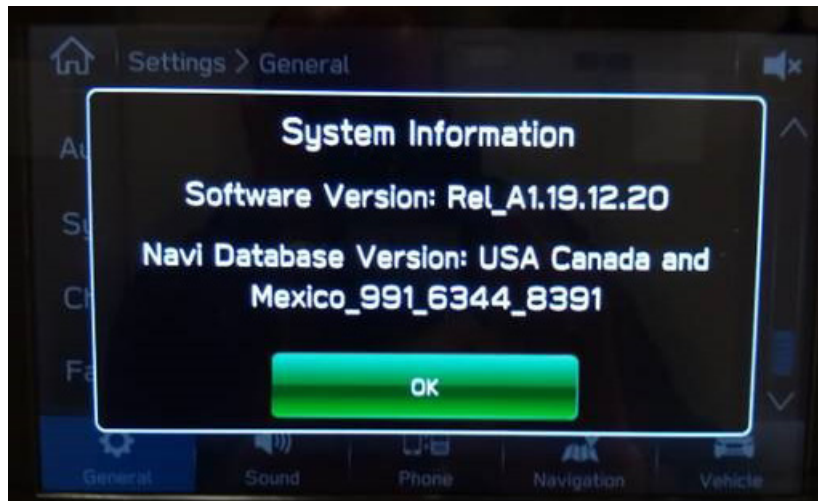 Settings > General
System Information
Software Version: Rel_A1.19.12.20
Navi Database Version: USA Canada and
Mexico_991_6344_8391
OK
General Sound Phone Navigation Vehicle